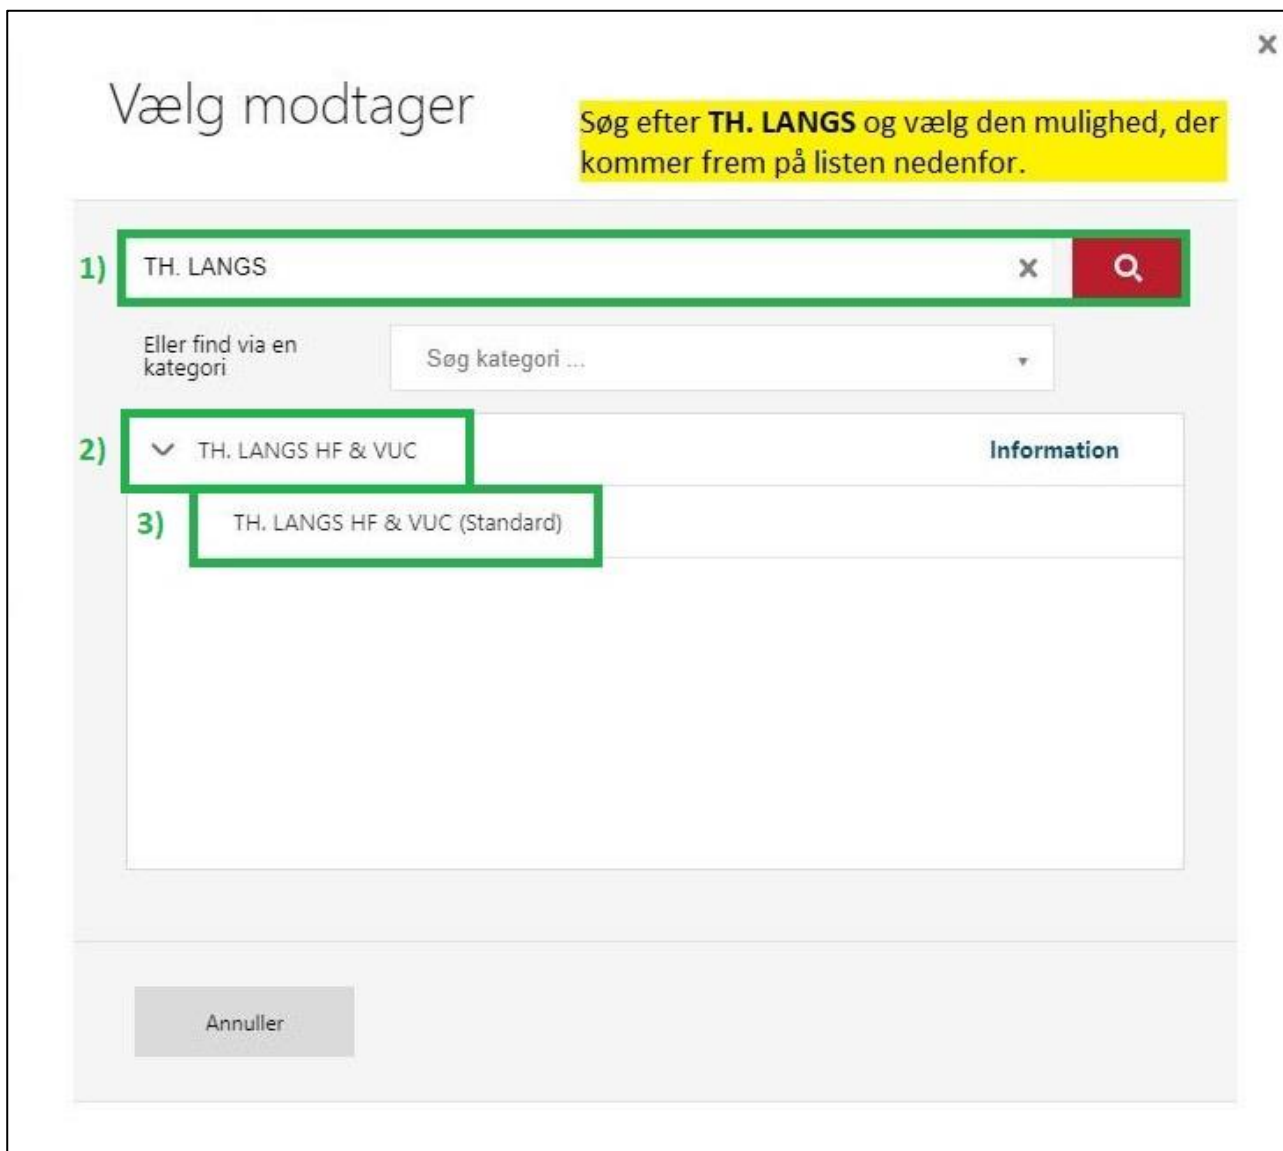 Vælg modtager
Søg efter TH. LANGS og vælg den mulighed, der
kommer frem på listen nedenfor.
1) TH. LANGS
Eller find via en
kategori
Søg kategori ...
2) TH. LANGS HF & VUC Information
3) TH. LANGS HF & VUC (Standard)
Annuller